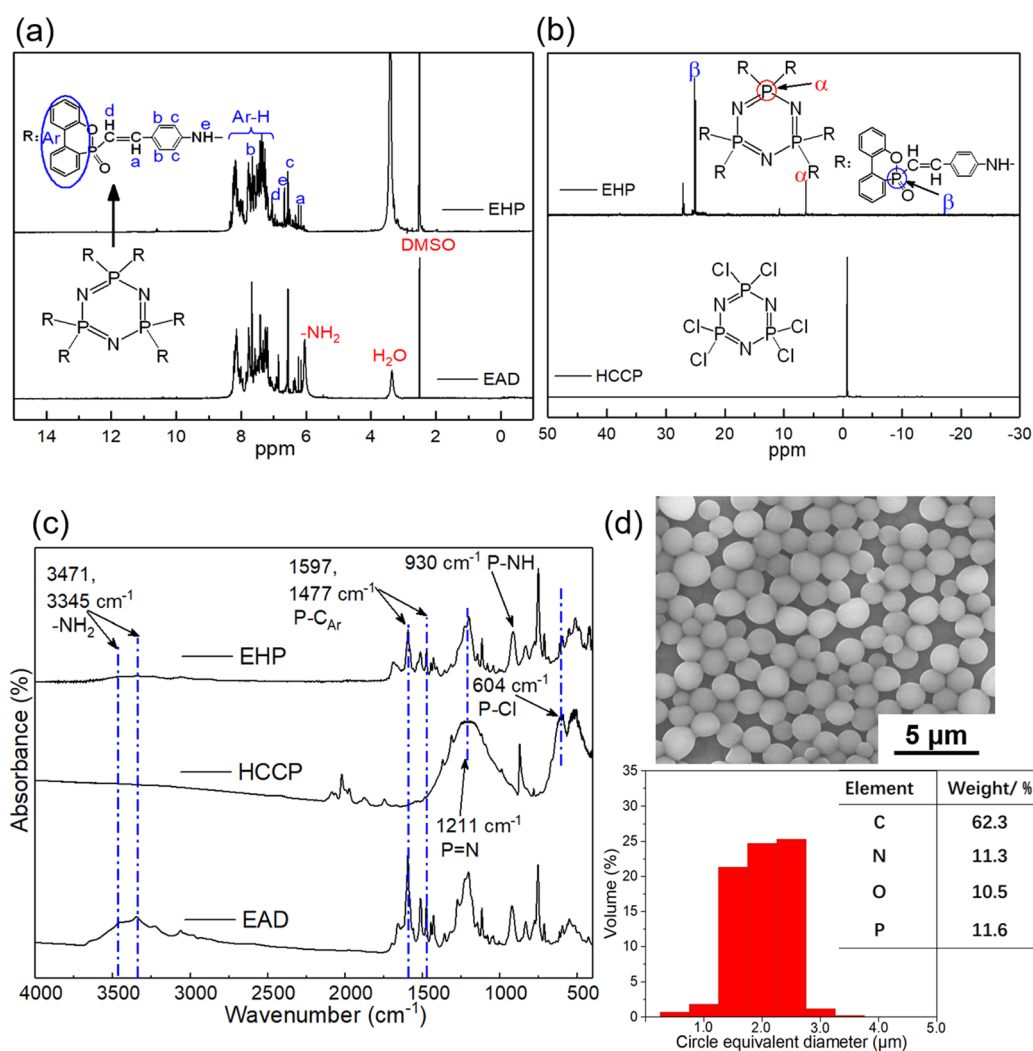 (a)
R:
Ar
d
H
O
P
O
H
a
b
c
b
c
e
NH
Ar-H
b
c
e
d
a
EHP
DMSO
R R
P
N N
R P P R
R N R
-NH₂
H₂O
EAD
14 12 10 8 6 4 2 0
ppm
(b)
β
R R
P
α
N N
R P P R
R N R
α
R:
O
H
P
O
H
NH
β
EHP
Cl Cl
P
N N
Cl P P Cl
Cl N Cl
HCCP
50 40 30 20 10 0 -10 -20 -30
ppm
(c)
3471,
3345 cm⁻¹
-NH₂
1597,
1477 cm⁻¹
P-C_Ar
930 cm⁻¹ P-NH
EHP
604 cm⁻¹
P-Cl
HCCP
1211 cm⁻¹
P=N
EAD
Absorbance (%)
4000 3500 3000 2500 2000 1500 1000 500
Wavenumber (cm⁻¹)
(d)
5 μm
Element Weight/ %
C 62.3
N 11.3
O 10.5
P 11.6
Volume (%)
35
30
25
20
15
10
5
0
1.0 2.0 3.0 4.0 5.0
Circle equivalent diameter (μm)